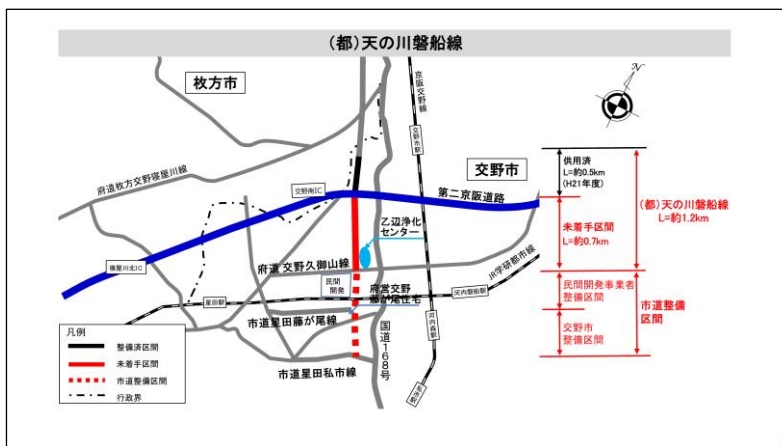 （都）天の川磐船線
枚方市
京阪交野線
N
交野市駅
交野市
府道枚方交野寝屋川線
交野南IC
第二京阪道路
供用済
L=約0.5km
(H21年度)
（都）天の川磐船線
L=約1.2km
乙辺浄化
センター
未着手区間
L=約0.7km
寝屋川北IC
府道 交野久御山線
JR学研都市線
民間
開発
府営交野
藤が尾住宅
星田駅
河内磐船駅
民間開発事業者
整備区間
市道整備
区間
市道星田藤が尾線
国道168号
河内森駅
交野市
整備区間
凡例
整備済区間
未着手区間
市道整備区間
行政界
市道星田私市線
私市駅